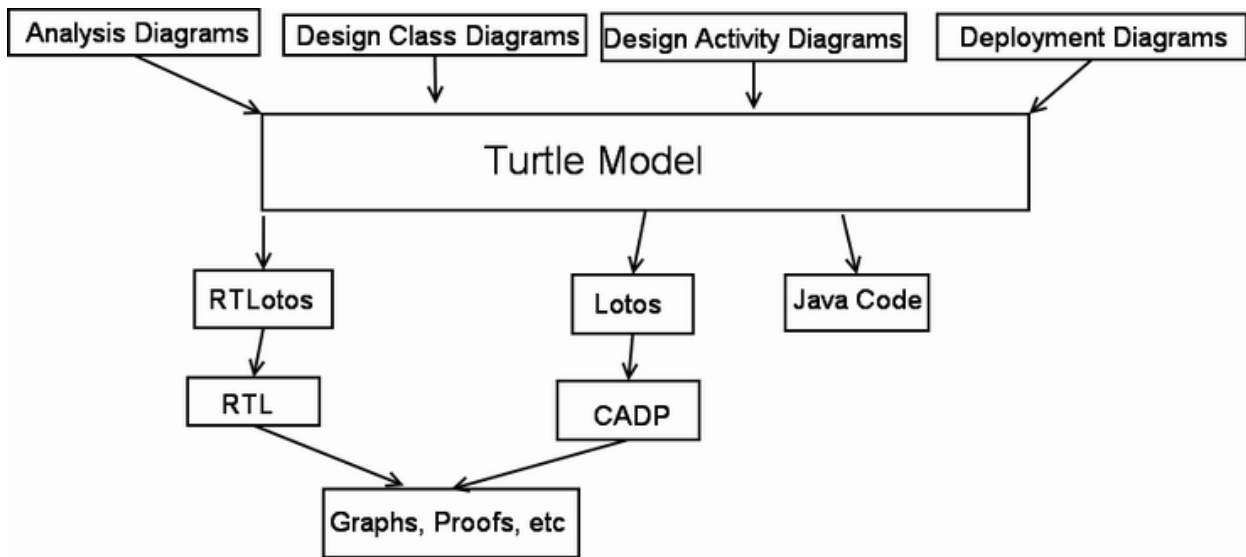 Analysis Diagrams
Design Class Diagrams
Design Activity Diagrams
Deployment Diagrams
Turtle Model
RTLotos
Lotos
Java Code
RTL
CADP
Graphs, Proofs, etc